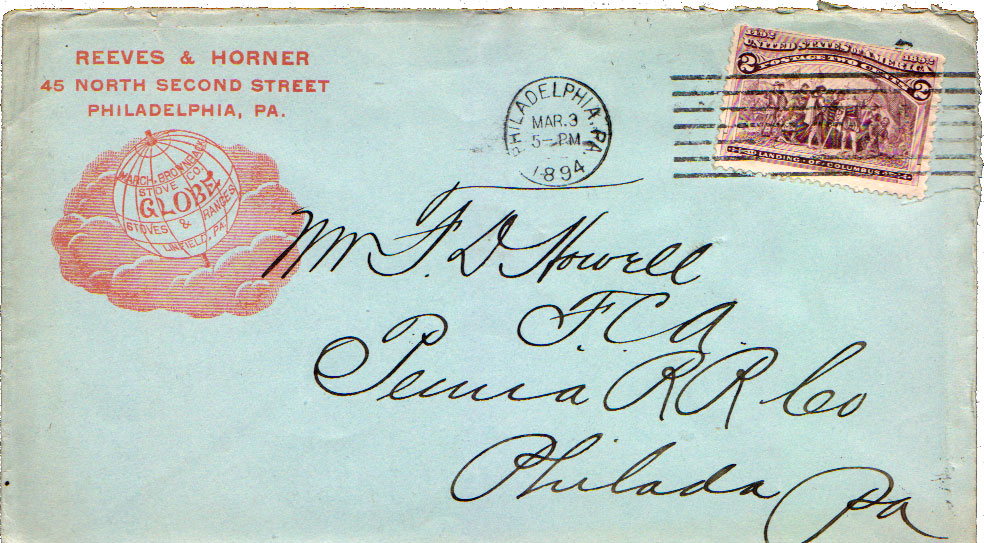 REEVES & HORNER
45 NORTH SECOND STREET
PHILADELPHIA, PA.
MARCH, BROWNBACK
STOVE CO.
GLOBE
STOVES & RANGES
LINFIELD, PA.
PHILADELPHIA, PA.
MAR. 3
5- PM
1894
1492 1892
UNITED STATES OF AMERICA
POSTAGE TWO CENTS
2 2
LANDING OF COLUMBUS
Mr F. D. Howell
F. C. A.
Penna R R Co
Philada Pa